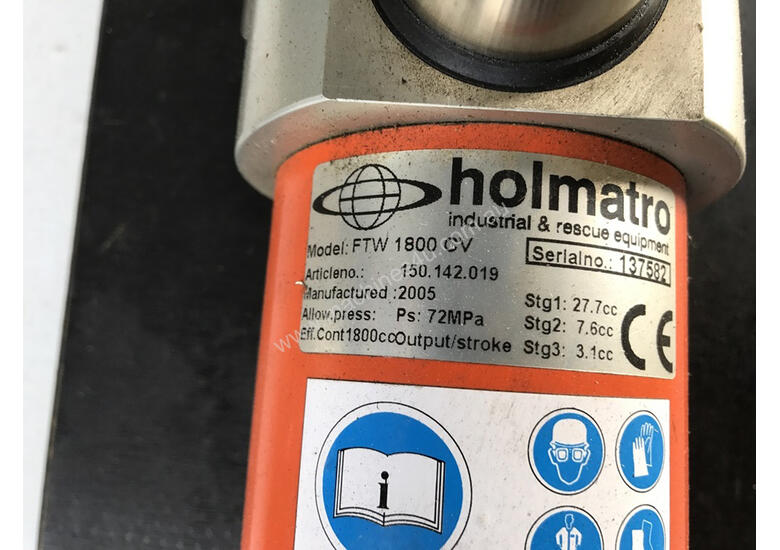 holmatro
industrial & rescue equipment
Model: FTW 1800 CV
Serialno.: 137582
Articleno.: 150.142.019
Manufactured : 2005
Allow.press: Ps: 72MPa
Eff.Cont1800cc Output/stroke
Stg1: 27.7cc
Stg2: 7.6cc
Stg3: 3.1cc
CE
i